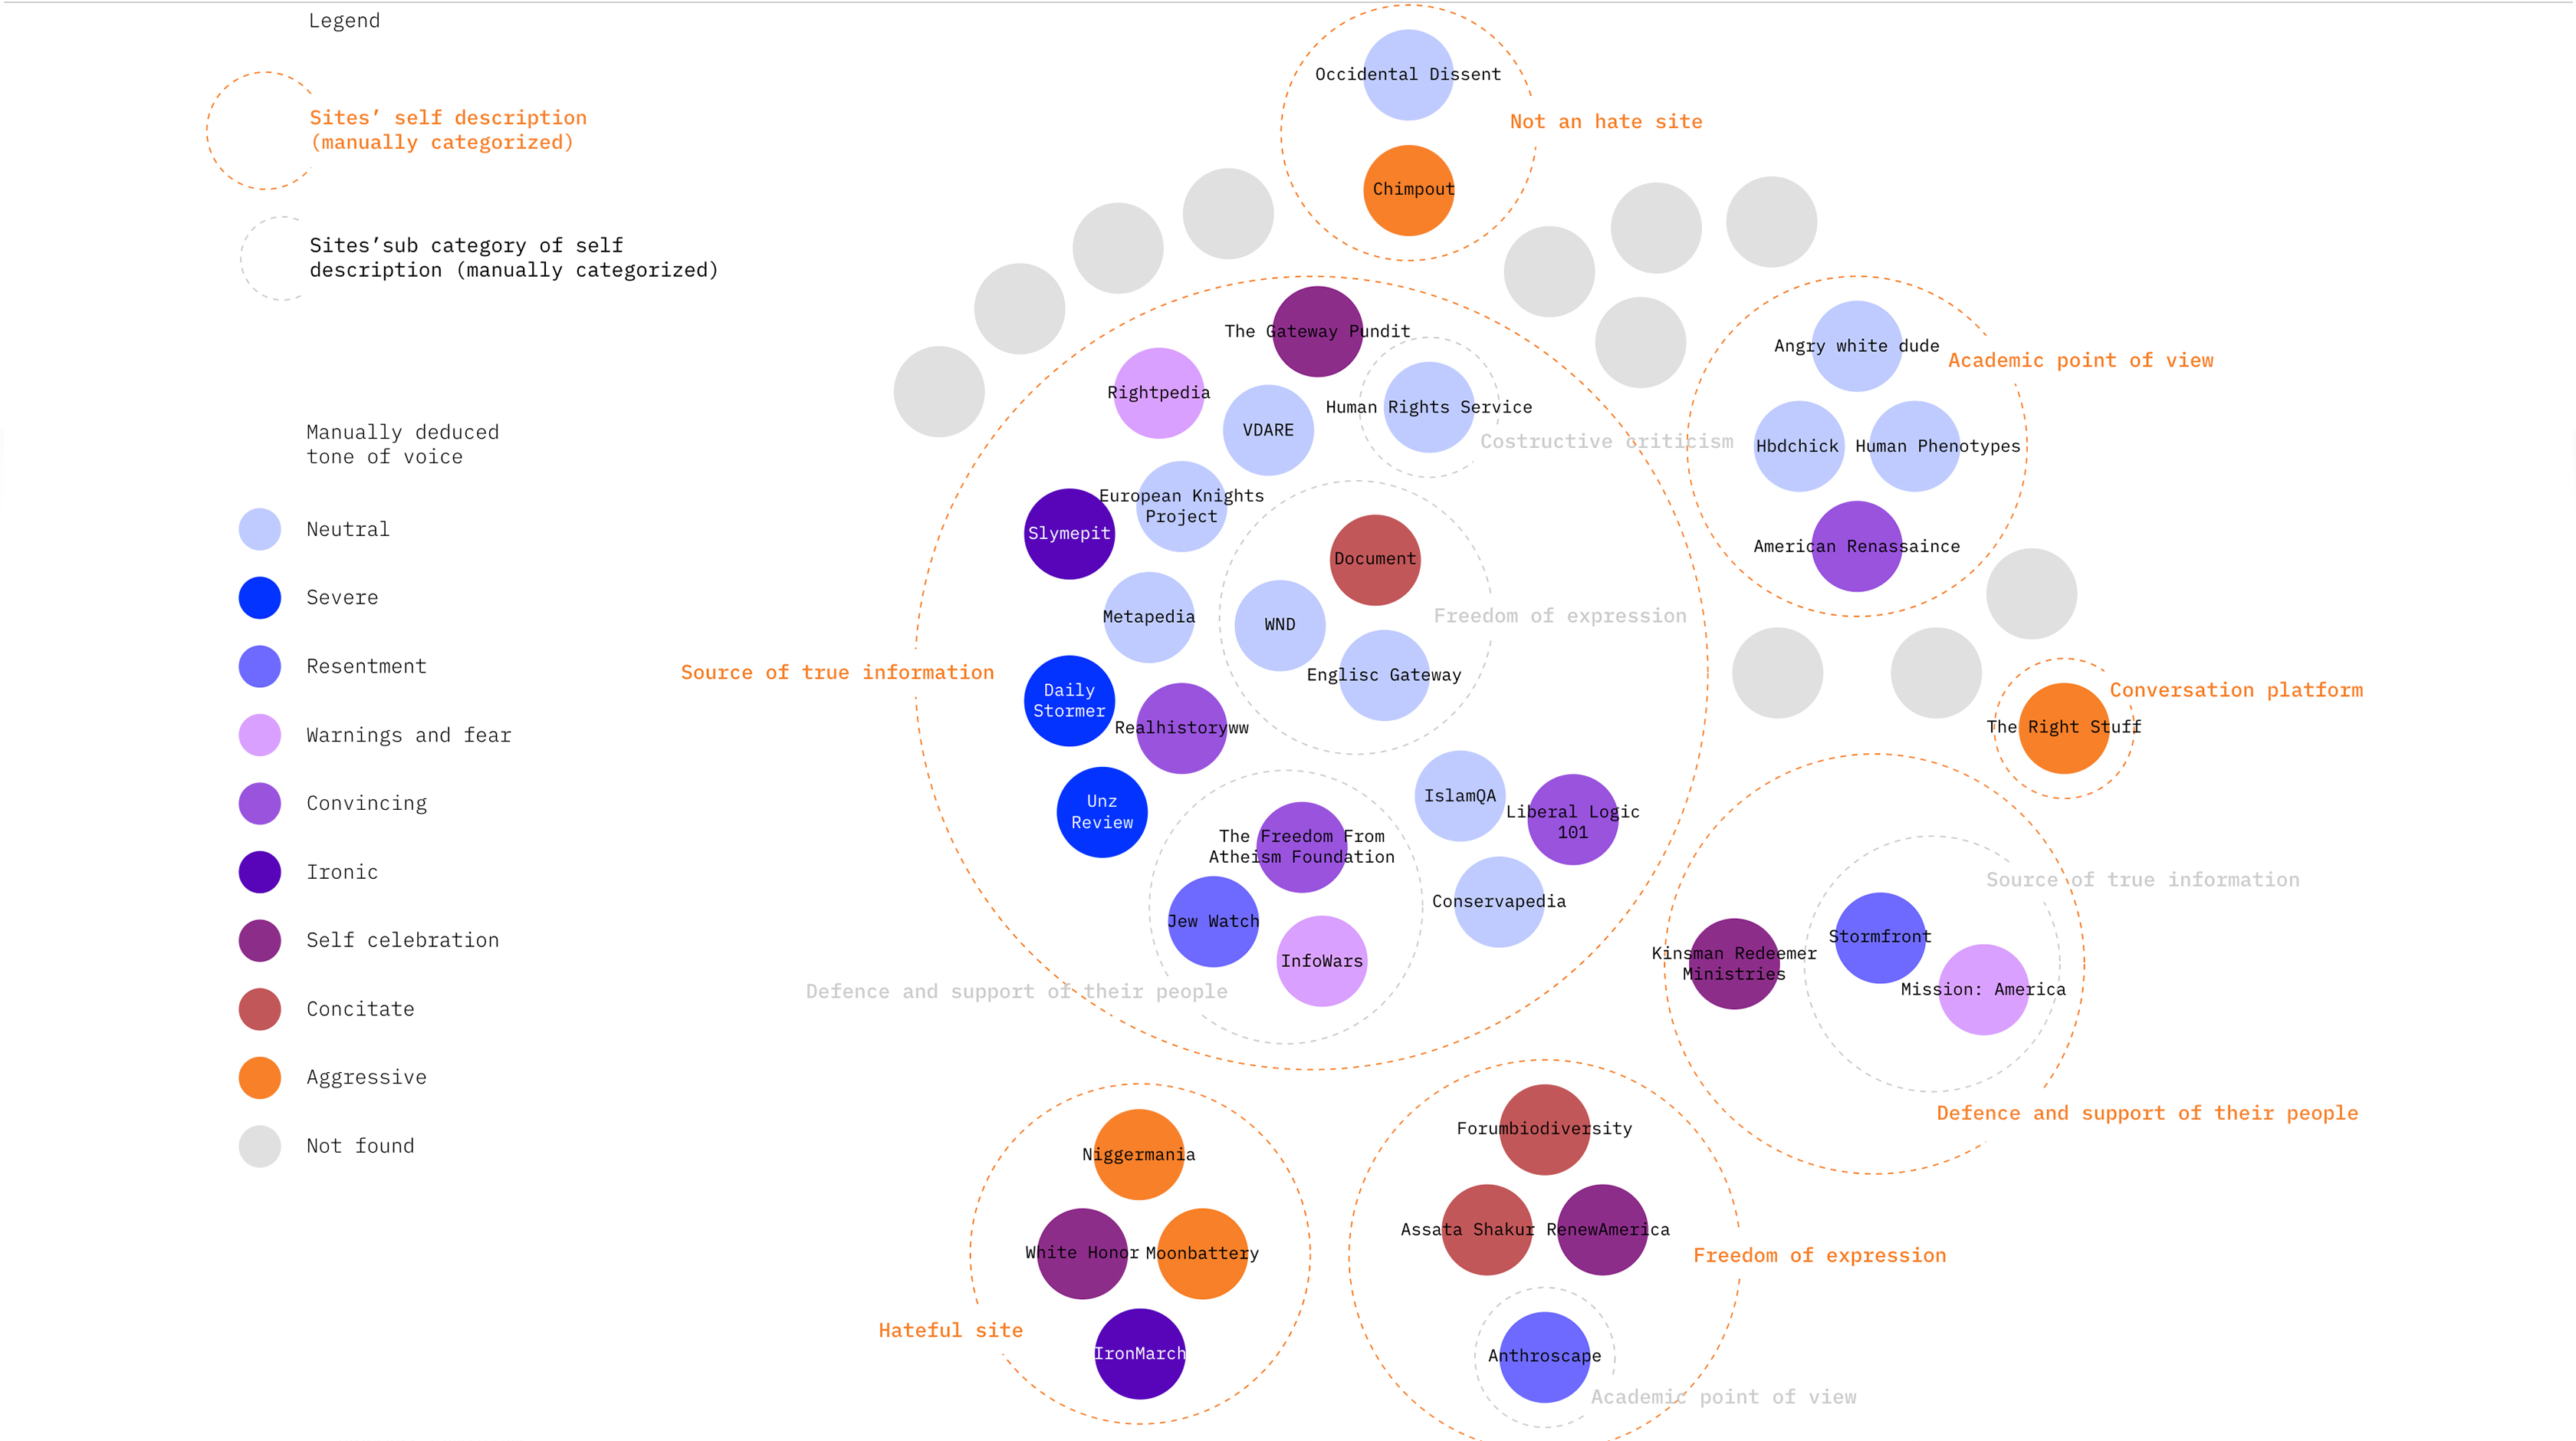 Legend
Sites’ self description
(manually categorized)
Sites’sub category of self
description (manually categorized)
Manually deduced
tone of voice
Neutral
Severe
Resentment
Warnings and fear
Convincing
Ironic
Self celebration
Concitate
Aggressive
Not found
Occidental Dissent
Not an hate site
Chimpout
The Gateway Pundit
Rightpedia
VDARE
Human Rights Service
Costructive criticism
European Knights
Project
Slymepit
Document
Metapedia
WND
Freedom of expression
Englisc Gateway
Source of true information
Daily
Stormer
Realhistoryww
Unz
Review
IslamQA
Liberal Logic
101
The Freedom From
Atheism Foundation
Jew Watch
InfoWars
Conservapedia
Defence and support of their people
Angry white dude
Academic point of view
Hbdchick
Human Phenotypes
American Renassaince
Conversation platform
The Right Stuff
Source of true information
Stormfront
Kinsman Redeemer
Ministries
Mission: America
Defence and support of their people
Niggermania
White Honor
Moonbattery
Hateful site
IronMarch
Forumbiodiversity
Assata Shakur
RenewAmerica
Freedom of expression
Anthroscape
Academic point of view